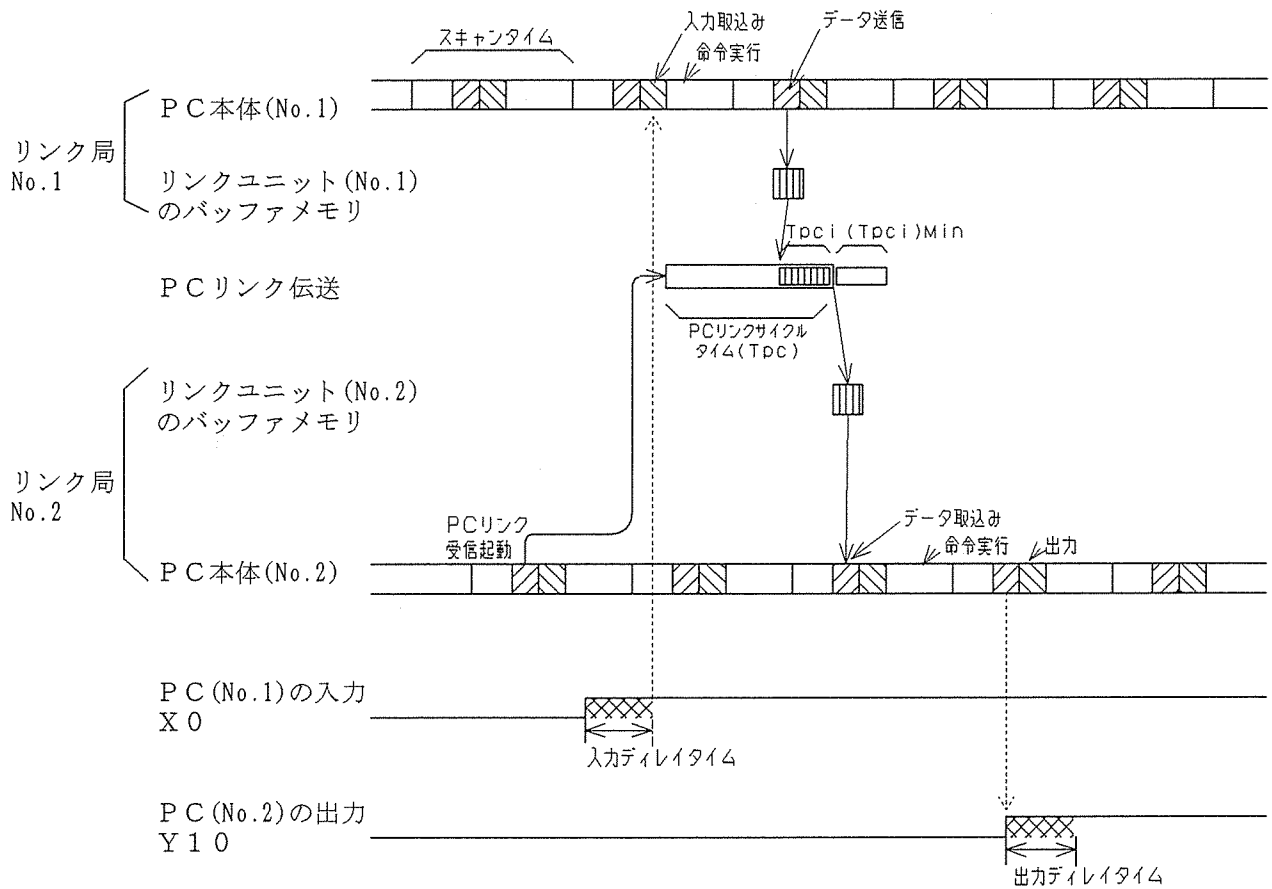 スキャンタイム
入力取込み
命令実行
データ送信
リンク局
No.1
ＰＣ本体(No.1)
リンクユニット(No.1)
のバッファメモリ
Tpci (Tpci)Min
ＰＣリンク伝送
PCリンクサイクル
タイム(Tpc)
リンク局
No.2
リンクユニット(No.2)
のバッファメモリ
PCリンク
受信起動
データ取込み
命令実行
出力
ＰＣ本体(No.2)
ＰＣ(No.1)の入力
Ｘ０
入力ディレイタイム
ＰＣ(No.2)の出力
Ｙ１０
出力ディレイタイム